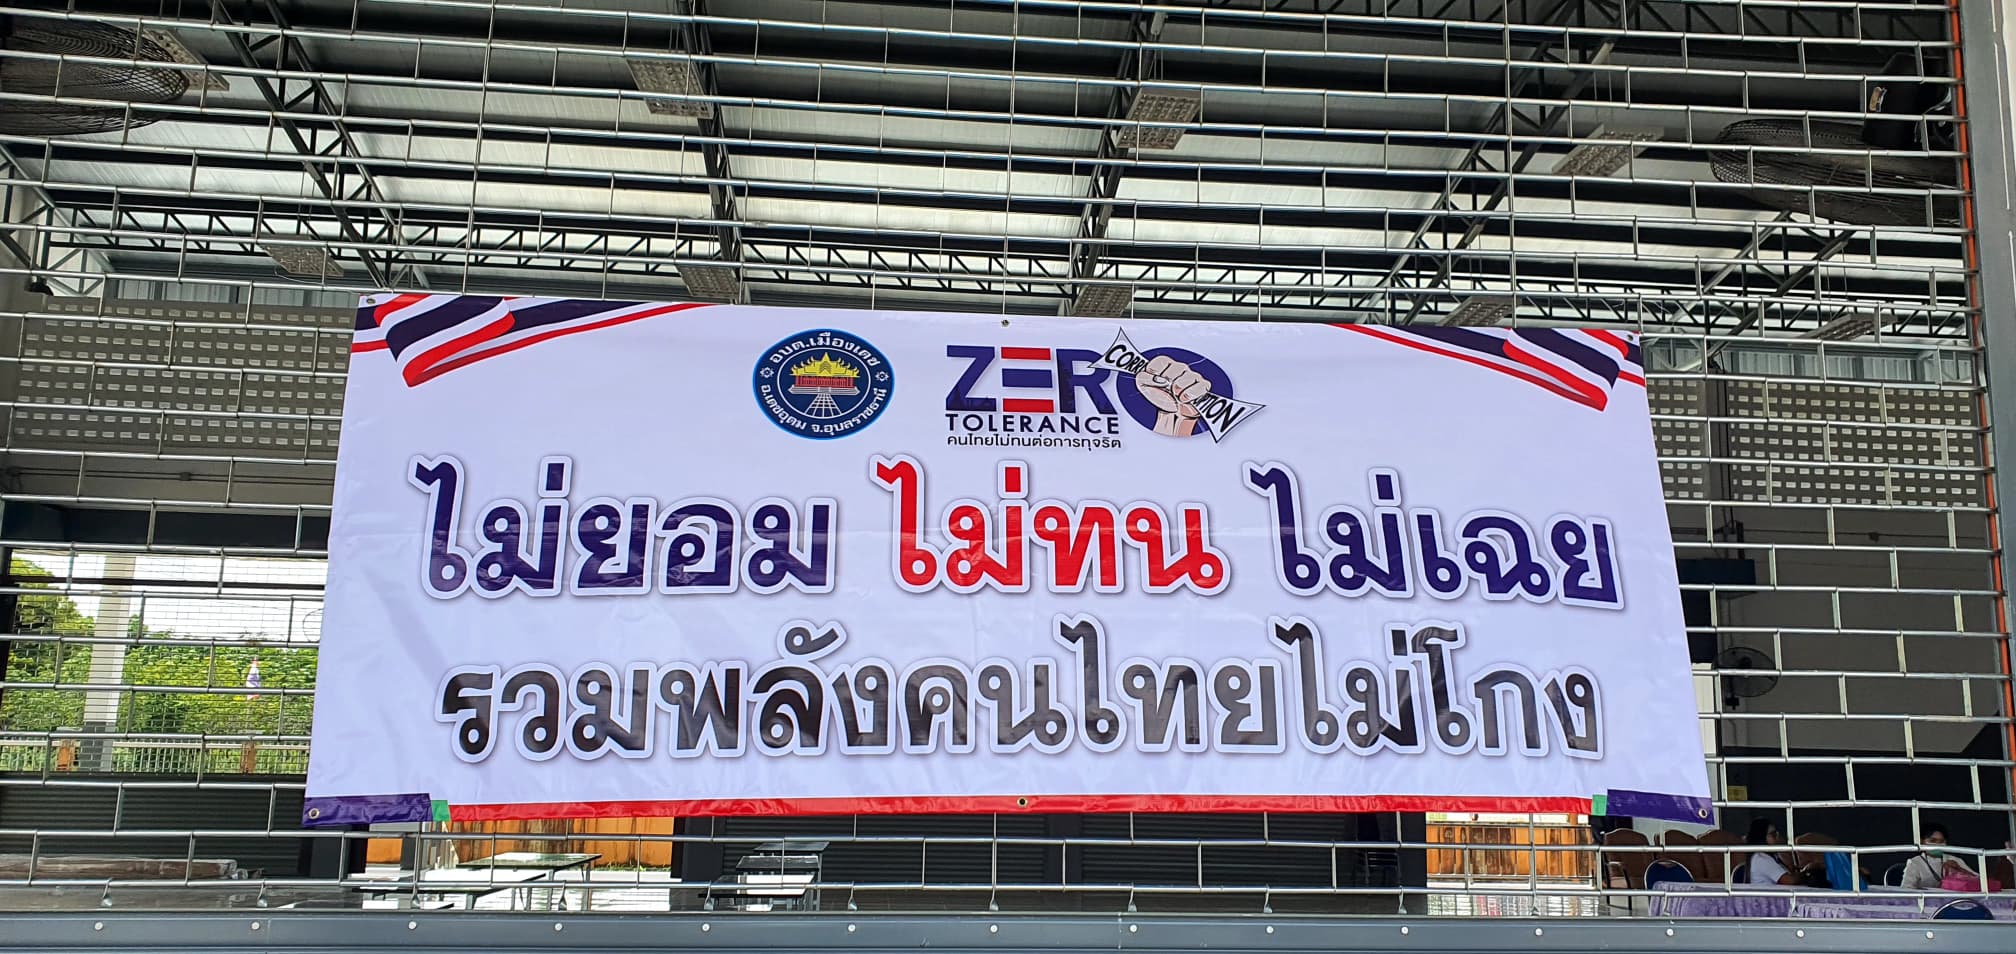 อบต.เมืองเดช
อ.เดชอุดม จ.อุบลราชธานี
ZERO CORRUPTION
TOLERANCE
คนไทยไม่ทนต่อการทุจริต
ไม่ยอม ไม่ทน ไม่เฉย
รวมพลังคนไทยไม่โกง